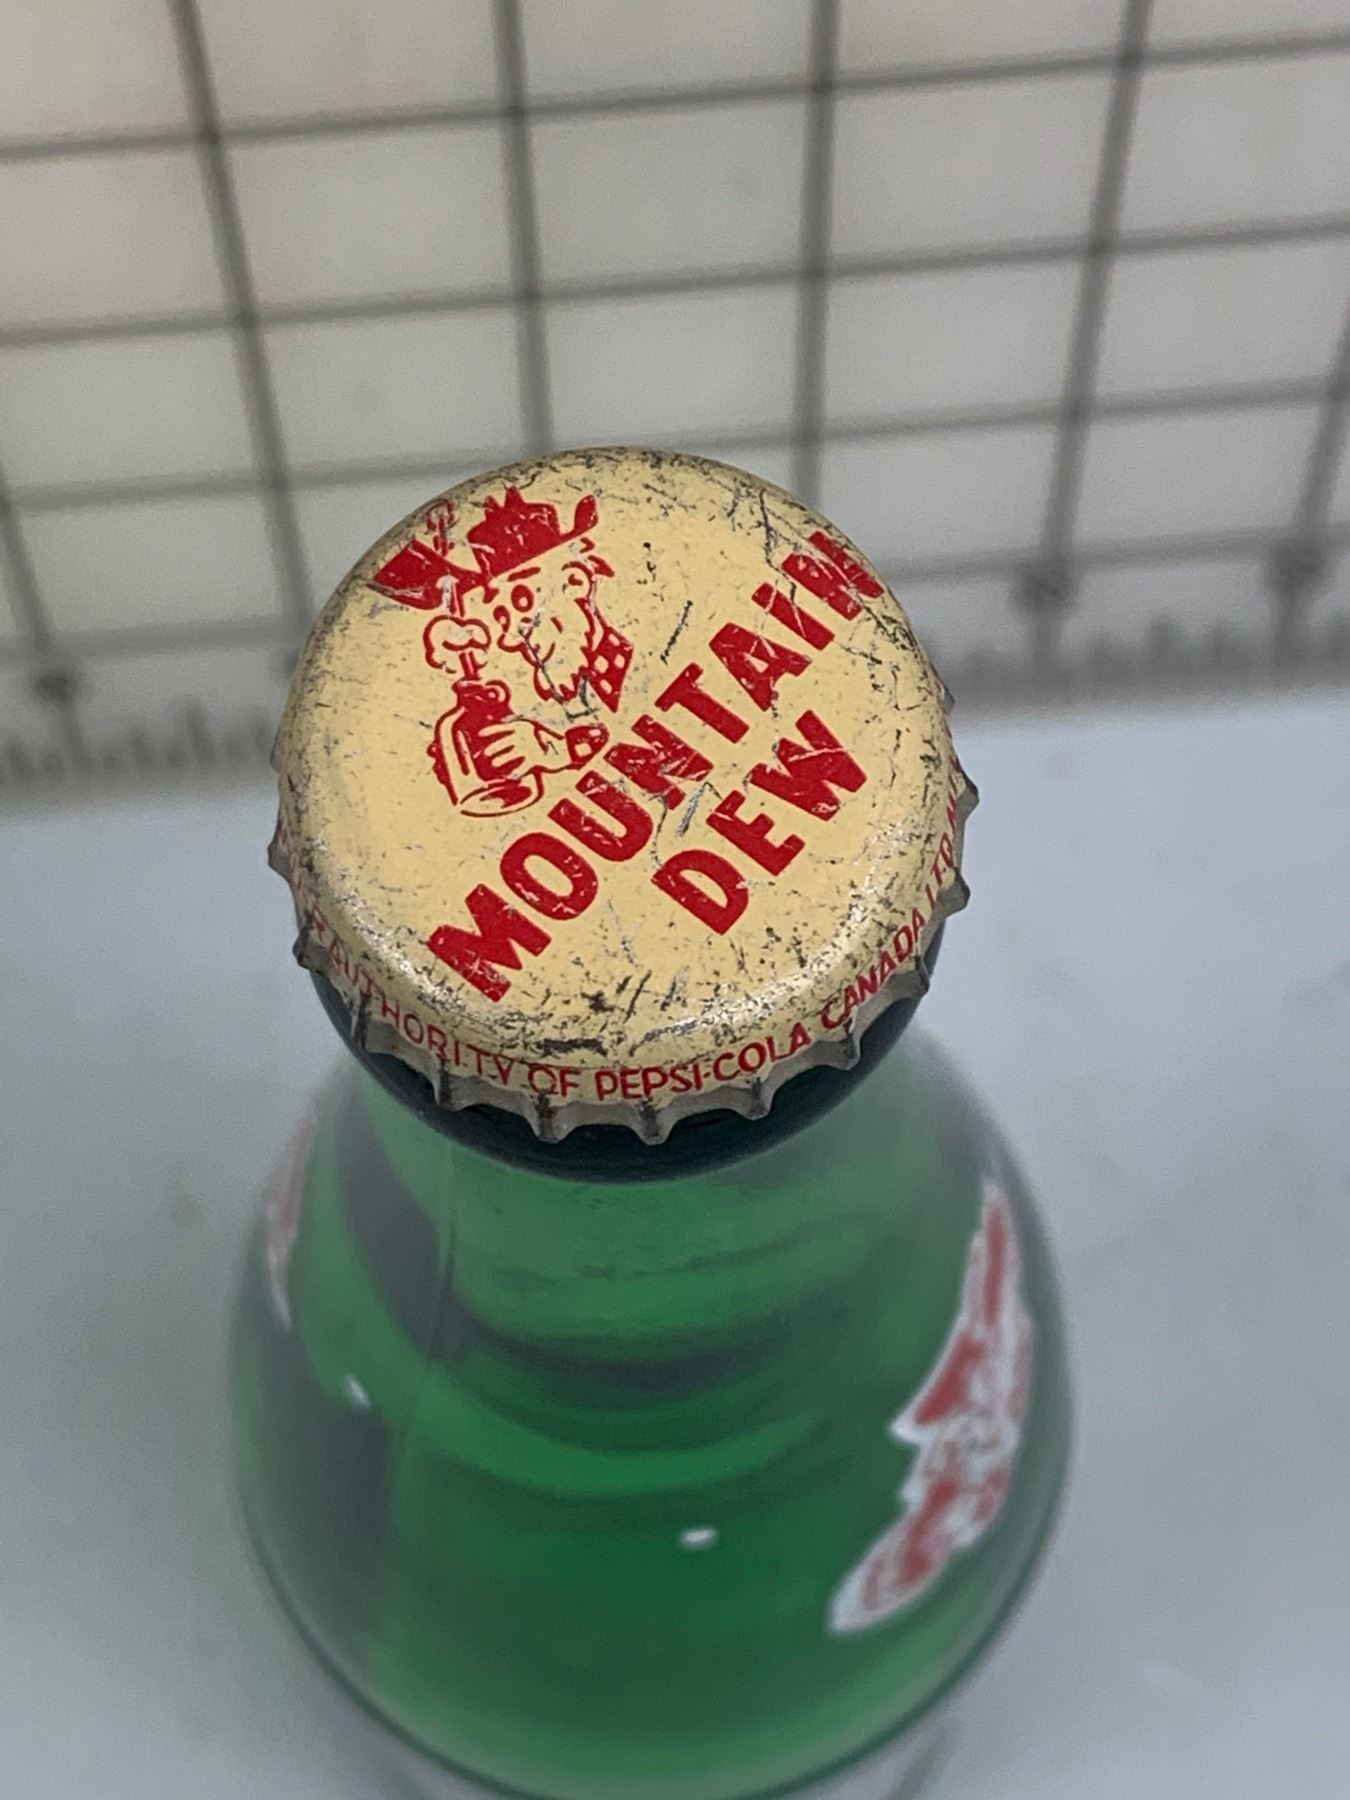 MOUNTAIN
DEW
AUTHORITY OF PEPSI-COLA CANADA LTD